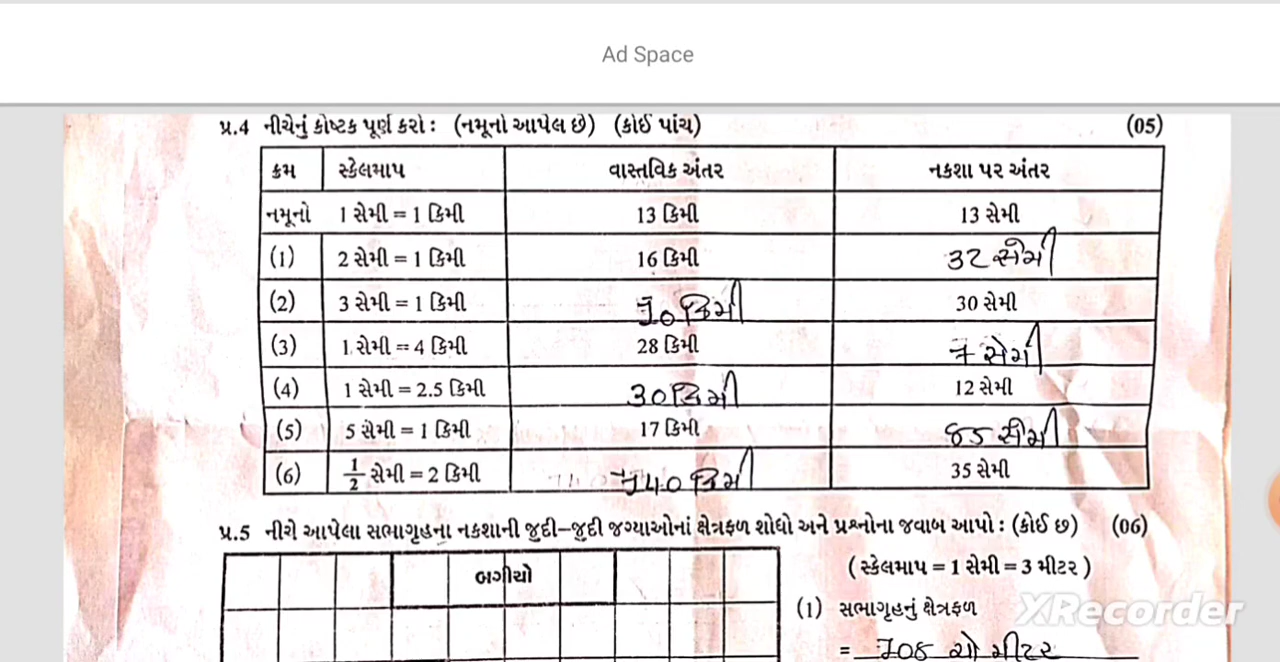 Ad Space
પ્ર.4 નીચેનું કોષ્ટક પૂર્ણ કરો : (નમૂનો આપેલ છે) (કોઈ પાંચ) (05)
ક્રમ સ્કેલમાપ વાસ્તવિક અંતર નકશા પર અંતર
નમૂનો 1 સેમી = 1 કિમી 13 કિમી 13 સેમી
(1) 2 સેમી = 1 કિમી 16 કિમી 32 સેમી
(2) 3 સેમી = 1 કિમી 10 કિમી 30 સેમી
(3) 1 સેમી = 4 કિમી 28 કિમી 7 સેમી
(4) 1 સેમી = 2.5 કિમી 30 કિમી 12 સેમી
(5) 5 સેમી = 1 કિમી 17 કિમી 85 સેમી
(6) 1/2 સેમી = 2 કિમી 140 કિમી 35 સેમી
પ્ર.5 નીચે આપેલા સભાગૃહના નકશાની જુદી-જુદી જગ્યાઓનાં ક્ષેત્રફળ શોધો અને પ્રશ્નોના જવાબ આપો : (કોઈ છ) (06)
બગીચો
(સ્કેલમાપ = 1 સેમી = 3 મીટર)
(1) સભાગૃહનું ક્ષેત્રફળ
= 108 ચો મીટર
XRecorder